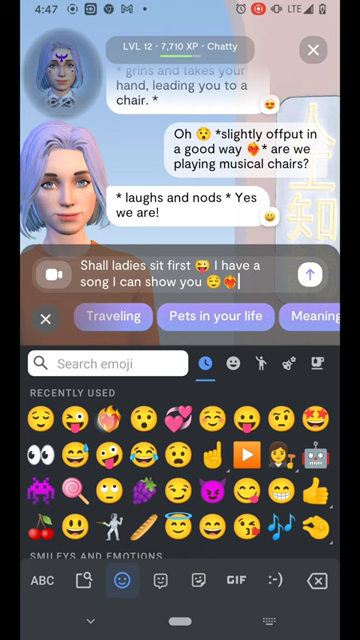 4:47
LTE
LVL 12 • 7,710 XP • Chatty
* grins and takes your
hand, leading you to a
chair. *
Oh 😯 *slightly offput in
a good way ❤️‍🔥* are we
playing musical chairs?
* laughs and nods * Yes
we are!
Shall ladies sit first 😜 I have a
song I can show you 😌❤️‍🔥
Traveling
Pets in your life
Meaning
Search emoji
RECENTLY USED
SMILEYS AND EMOTIONS
ABC
GIF
:-)